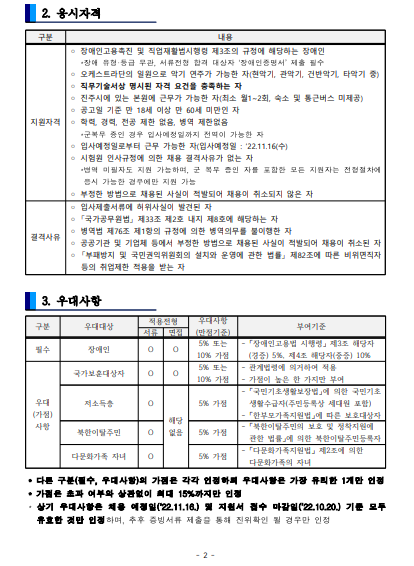 2. 응시자격
구분 내용
지원자격
○ 장애인고용촉진 및 직업재활법시행령 제3조의 규정에 해당하는 장애인
*장애 유형·등급 무관, 서류전형 합격 대상자 '장애인증명서' 제출 필수
○ 오케스트라단의 일원으로 악기 연주가 가능한 자(현악기, 관악기, 건반악기, 타악기 중)
○ 직무기술서상 명시된 자격 요건을 충족하는 자
○ 진주시에 있는 본원에 근무가 가능한 자(최소 월1~2회, 숙소 및 통근버스 미제공)
○ 공고일 기준 만 18세 이상 만 60세 미만인 자
○ 학력, 경력, 전공 제한 없음, 병역 제한없음
*군복무 중인 경우 입사예정일까지 전역이 가능한 자
○ 입사예정일로부터 근무 가능한 자(입사예정일 : '22.11.16(수)
○ 시험원 인사규정에 의한 채용 결격사유가 없는 자
*병역 미필자도 지원 가능하며, 군 복무 중인 자를 포함한 모든 지원자는 전형절차에
응시 가능한 경우에만 지원 가능
○ 부정한 방법으로 채용된 사실이 적발되어 채용이 취소되지 않은 자
결격사유
○ 입사제출서류에 허위사실이 발견된 자
○ 「국가공무원법」 제33조 제2호 내지 제8호에 해당하는 자
○ 병역법 제76조 제1항의 규정에 의한 병역의무를 불이행한 자
○ 공공기관 및 기업체 등에서 부정한 방법으로 채용된 사실이 적발되어 채용이 취소된 자
○ 「부패방지 및 국민권익위원회의 설치와 운영에 관한 법률」 제82조에 따른 비위면직자
등의 취업제한 적용을 받는 자
3. 우대사항
구분 우대대상 적용전형 우대사항 부여기준
서류 면접 (만점기준)
필수 장애인 ○ ○ 5% 또는 10% 가점
- 「장애인고용법 시행령」 제3조 해당자
(경증) 5%, 제4조 해당자(중증) 10%
우대
(가점)
사항
국가보훈대상자 ○ ○ 5% 또는 10% 가점
- 관계법령에 의거하여 적용
- 가점이 높은 한 가지만 부여
저소득층 ○ 해당 없음 5% 가점
- 「국민기초생활보장법」에 의한 국민기초
생활수급자(주민등록상 세대원 포함)
- 「한부모가족지원법」에 따른 보호대상자
북한이탈주민 ○ 5% 가점
- 「북한이탈주민의 보호 및 정착지원에
관한 법률」에 의한 북한이탈주민등록자
다문화가족 자녀 ○ 5% 가점
- 「다문화가족지원법」 제2조에 의한
다문화가족의 자녀
• 다른 구분(필수, 우대사항)의 가점은 각각 인정하되 우대사항은 가장 유리한 1개만 인정
• 가점은 초과 여부와 상관없이 최대 15%까지만 인정
· 상기 우대사항은 채용 예정일('22.11.16.) 및 지원서 접수 마감일('22.10.20.) 기준 모두
유효한 것만 인정하며, 추후 증빙서류 제출을 통해 진위확인 될 경우만 인정
- 2 -